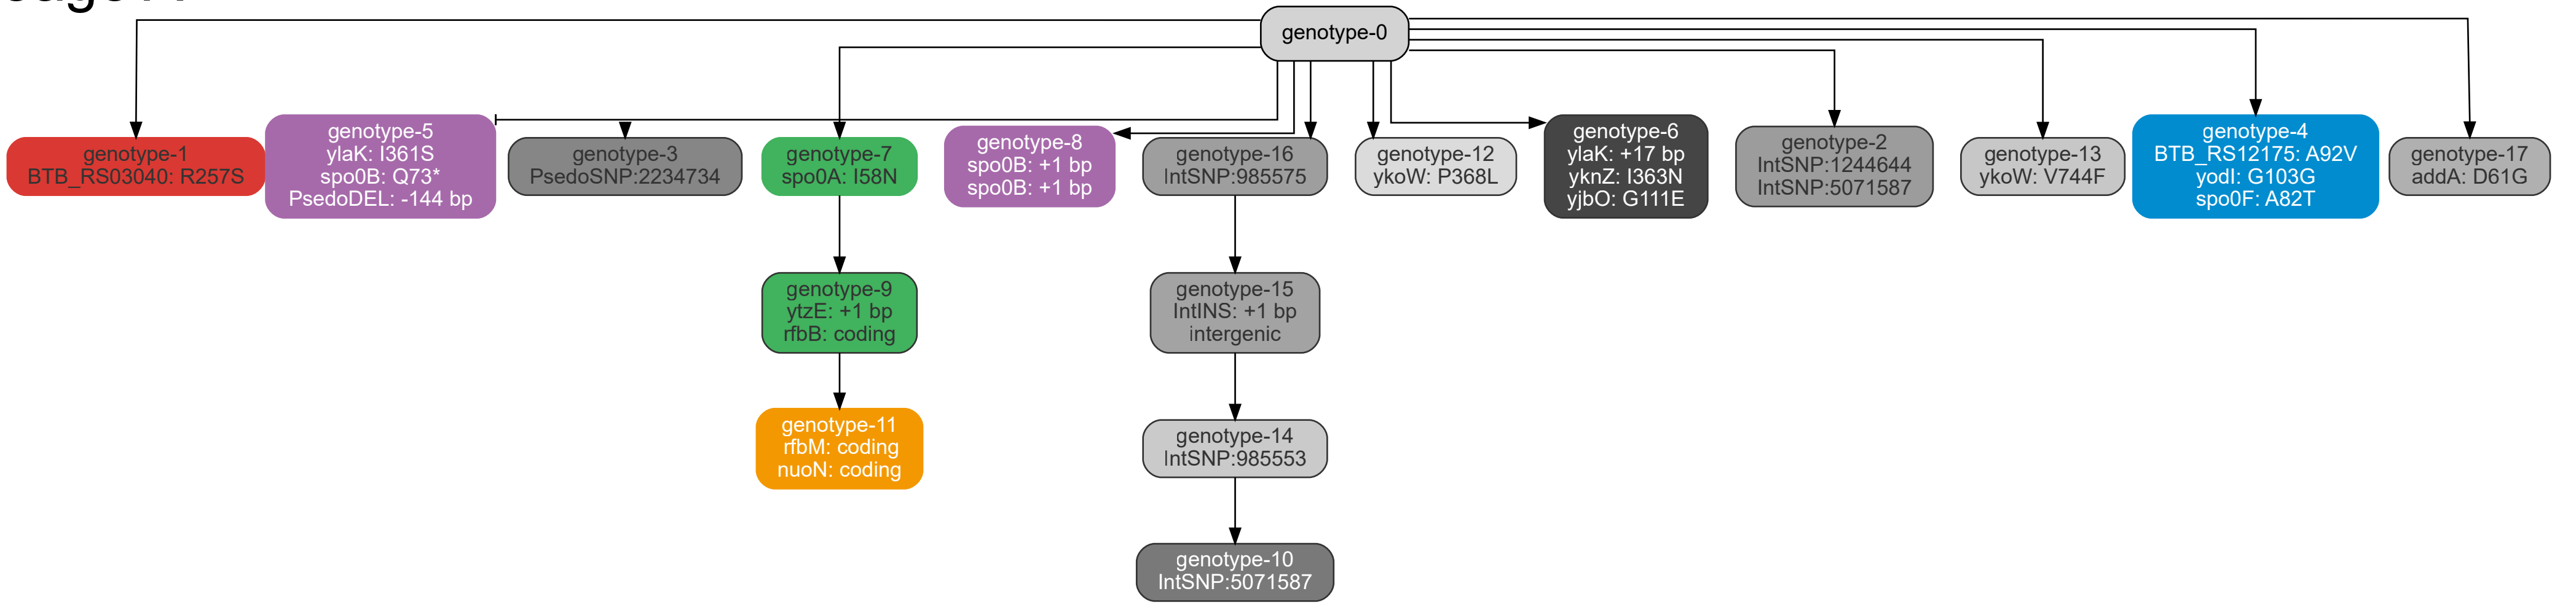 genotype-0
genotype-1
BTB_RS03040: R257S
genotype-5
ylaK: I361S
spo0B: Q73*
PsedoDEL: -144 bp
genotype-3
PsedoSNP:2234734
genotype-7
spo0A: I58N
genotype-8
spo0B: +1 bp
spo0B: +1 bp
genotype-16
IntSNP:985575
genotype-12
ykoW: P368L
genotype-6
ylaK: +17 bp
yknZ: I363N
yjbO: G111E
genotype-2
IntSNP:1244644
IntSNP:5071587
genotype-13
ykoW: V744F
genotype-4
BTB_RS12175: A92V
yodI: G103G
spo0F: A82T
genotype-17
addA: D61G
genotype-9
ytzE: +1 bp
rfbB: coding
genotype-15
IntINS: +1 bp
intergenic
genotype-11
rfbM: coding
nuoN: coding
genotype-14
IntSNP:985553
genotype-10
IntSNP:5071587